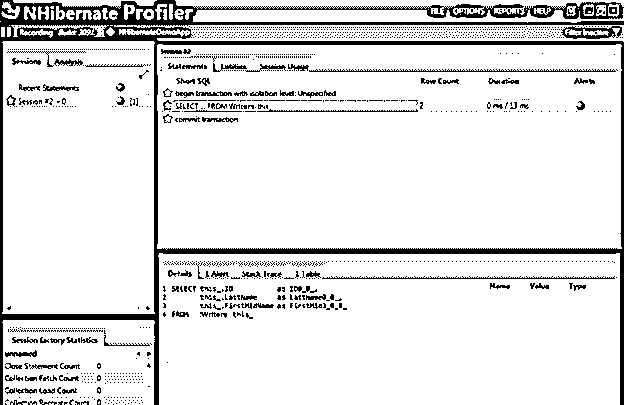 NHibernate Profiler
FILE OPTIONS REPORTS HELP
Recording Build: NHibernateDemoApp Filter Inactive
Session #2
Sessions Analysis
Statements Entities Session Usage
Short SQL Row Count Duration Alerts
Recent Statements
begin transaction with isolation level: Unspecified
Session #2 - 0 [1]
SELECT ... FROM Writers this_ 2 0 ms / 13 ms
commit transaction
Details 1 Alert Stack Trace 1 Table
1 SELECT this_.ID as ID0_0_,
2 this_.LastName as LastName0_0_,
3 this_.FirstMidName as
4 FROM Writers this_
Name Value Type
Session Factory Statistics
unnamed
Close Statement Count 0
Collection Fetch Count 0
Collection Load Count 0
Collection Recreate Count 0